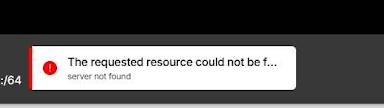 The requested resource could not be f...
server not found
:/64